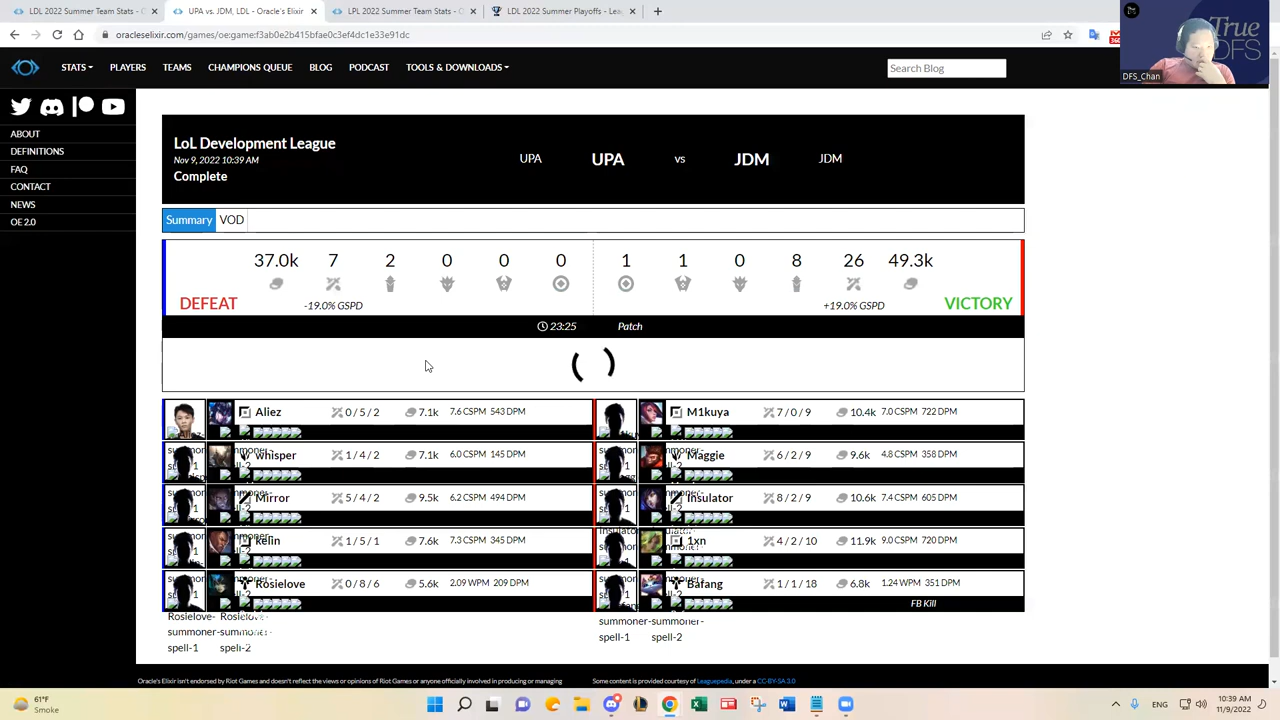 LDL 2022 Summer Team Stats - O
UPA vs. JDM, LDL - Oracle's Elixir
LPL 2022 Summer Team Stats - O
LDL 2022 Summer Playoffs - Leag
oracleselixir.com/games/oe:game:f3ab0e2b415bfae0c3ef4dc1e33e91dc
True
DFS
DFS_Chan
STATS
PLAYERS
TEAMS
CHAMPIONS QUEUE
BLOG
PODCAST
TOOLS & DOWNLOADS
Search Blog
ABOUT
DEFINITIONS
FAQ
CONTACT
NEWS
OE 2.0
LoL Development League
Nov 9, 2022 10:39 AM
Complete
UPA UPA vs JDM JDM
Summary VOD
37.0k 7 2 0 0 0 1 1 0 8 26 49.3k
DEFEAT -19.0% GSPD +19.0% GSPD VICTORY
23:25 Patch
Aliez 0 / 5 / 2 7.1k 7.6 CSPM 543 DPM
M1kuya 7 / 0 / 9 10.4k 7.0 CSPM 722 DPM
whisper 1 / 4 / 2 7.1k 6.0 CSPM 145 DPM
Maggie 6 / 2 / 9 9.6k 4.8 CSPM 358 DPM
Mirror 5 / 4 / 2 9.5k 6.2 CSPM 494 DPM
Insulator 8 / 2 / 9 10.6k 7.4 CSPM 605 DPM
kelin 1 / 5 / 1 7.6k 7.3 CSPM 345 DPM
1xn 4 / 2 / 10 11.9k 9.0 CSPM 720 DPM
Rosielove 0 / 8 / 6 5.6k 2.09 WPM 209 DPM
Bafang 1 / 1 / 18 6.8k 1.24 WPM 351 DPM
FB Kill
Rosielove- Rosielove-
summoner- summoner-
spell-1 spell-2
summoner- summoner-
spell-1 spell-2
Oracle's Elixir isn't endorsed by Riot Games and doesn't reflect the views or opinions of Riot Games or anyone officially involved in producing or managing
Some content is provided courtesy of Leaguepedia, under a CC-BY-SA 3.0
61°F
Smoke
ENG
10:39 AM
11/9/2022